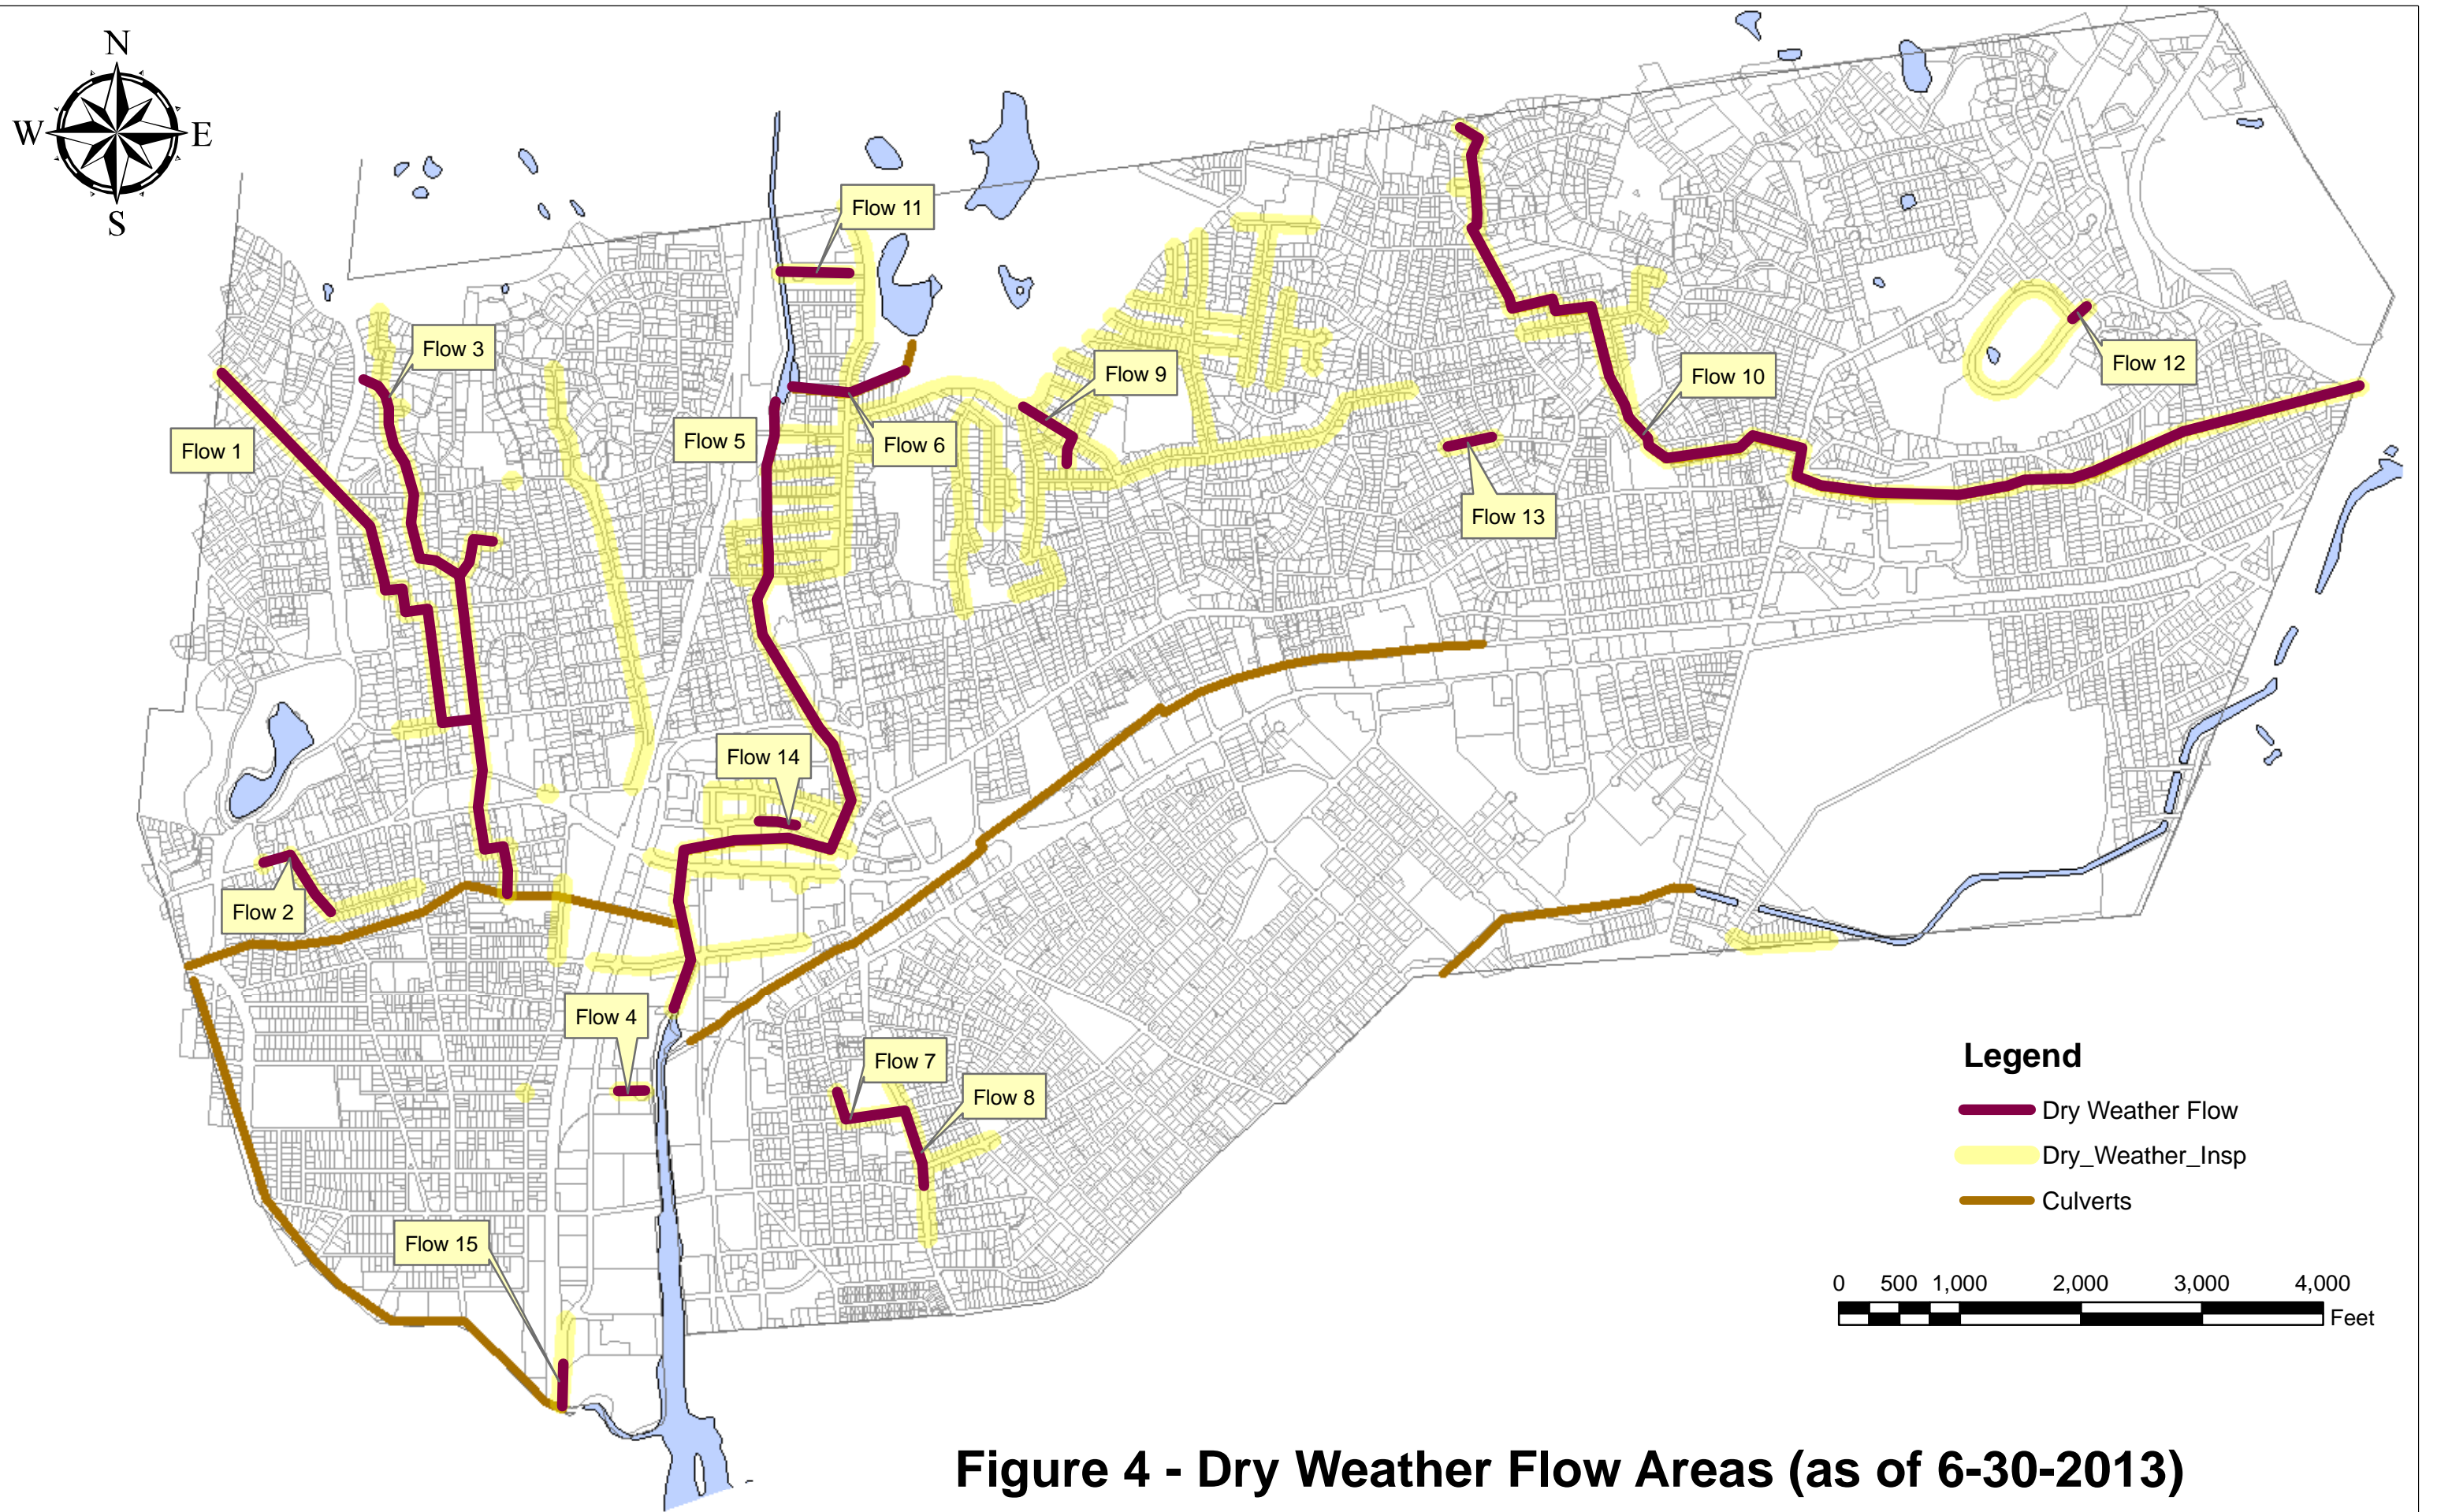 N
W E
S
Flow 11
Flow 3
Flow 12
Flow 9
Flow 10
Flow 1
Flow 5
Flow 6
Flow 13
Flow 14
Flow 2
Flow 4
Flow 7
Flow 8
Flow 15
Legend
Dry Weather Flow
Dry_Weather_Insp
Culverts
0 500 1,000 2,000 3,000 4,000
Feet
Figure 4 - Dry Weather Flow Areas (as of 6-30-2013)